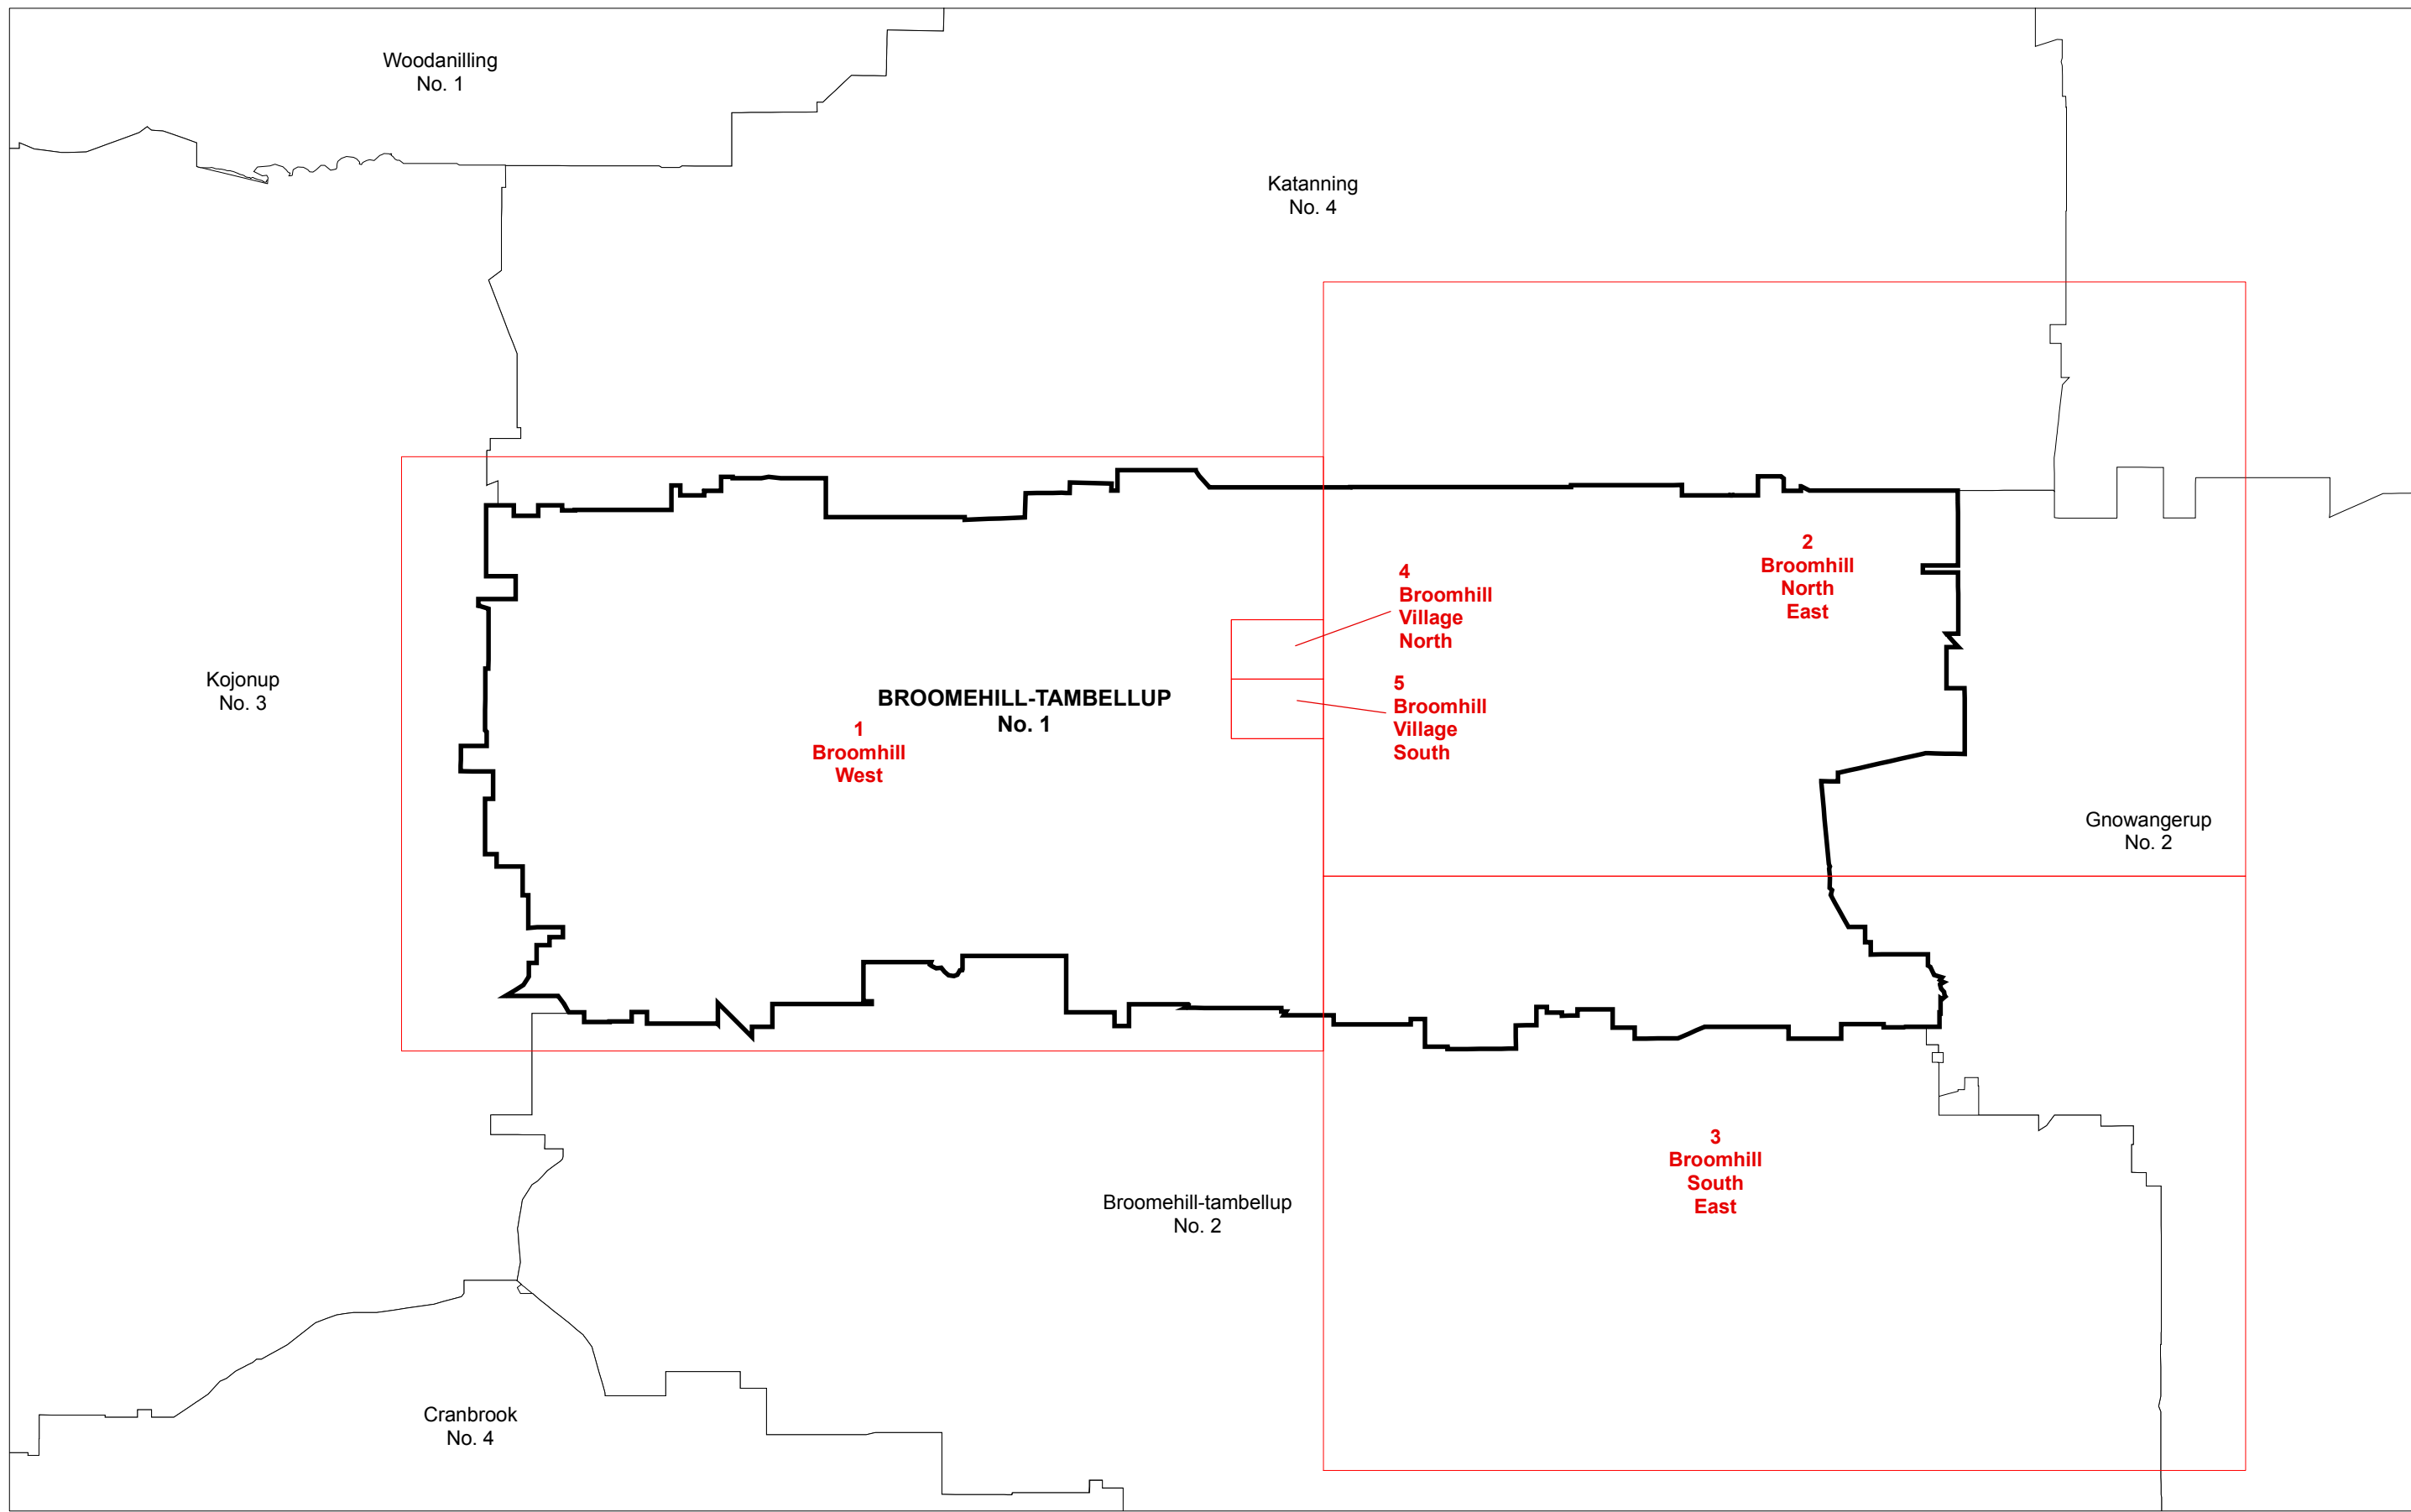 Woodanilling
No. 1
Katanning
No. 4
2
Broomhill
North
East
4
Broomhill
Village
North
Kojonup
No. 3
BROOMEHILL-TAMBELLUP
No. 1
5
Broomhill
Village
South
1
Broomhill
West
Gnowangerup
No. 2
3
Broomhill
South
East
Broomehill-tambellup
No. 2
Cranbrook
No. 4